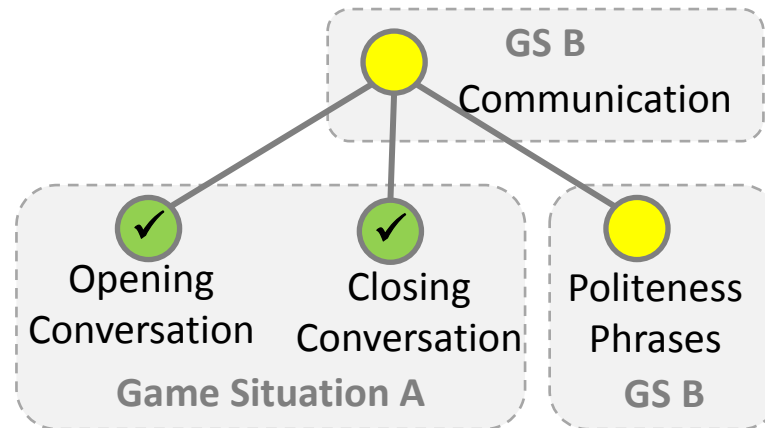 GS B
Communication
Opening
Conversation
Closing
Conversation
Game Situation A
Politeness
Phrases
GS B